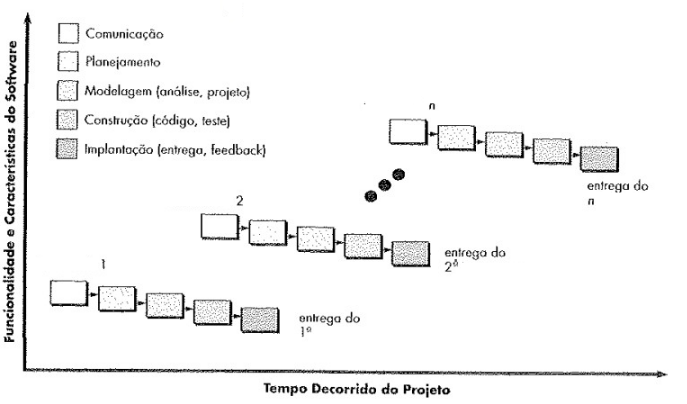 Funcionalidade e Características do Software
Comunicação
Planejamento
Modelagem (análise, projeto)
Construção (código, teste)
Implantação (entrega, feedback)
n
entrega do
n
2
entrega do
2º
1
entrega do
1º
Tempo Decorrido do Projeto